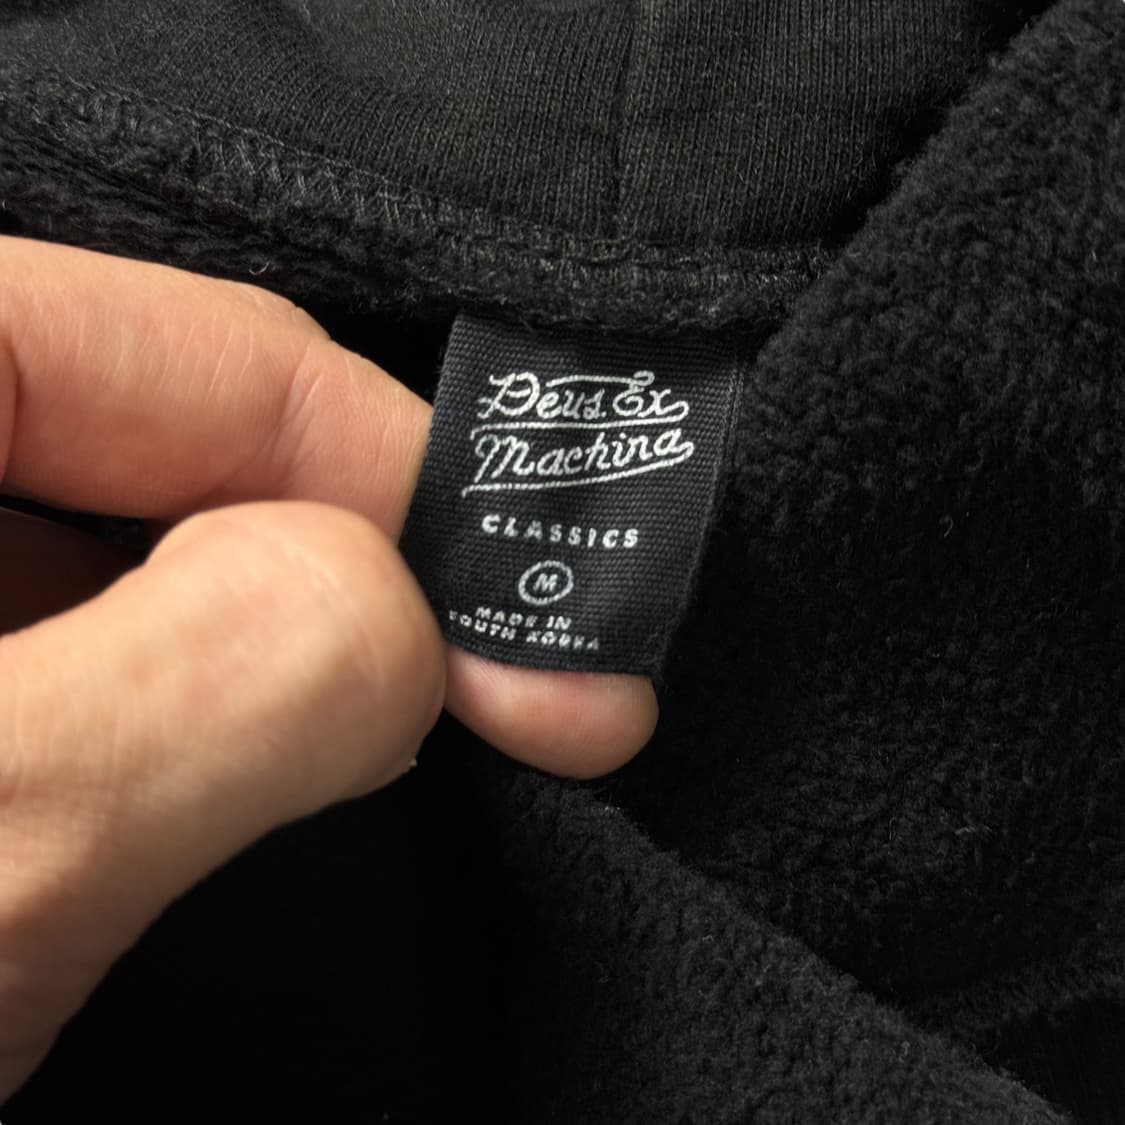 Deus Ex
Machina
CLASSICS
M
MADE IN
SOUTH KOREA